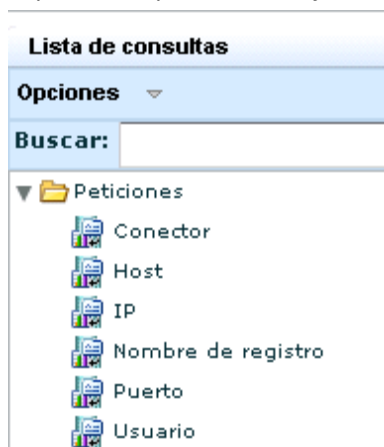 Lista de consultas
Opciones
Buscar:
Peticiones
Conector
Host
IP
Nombre de registro
Puerto
Usuario